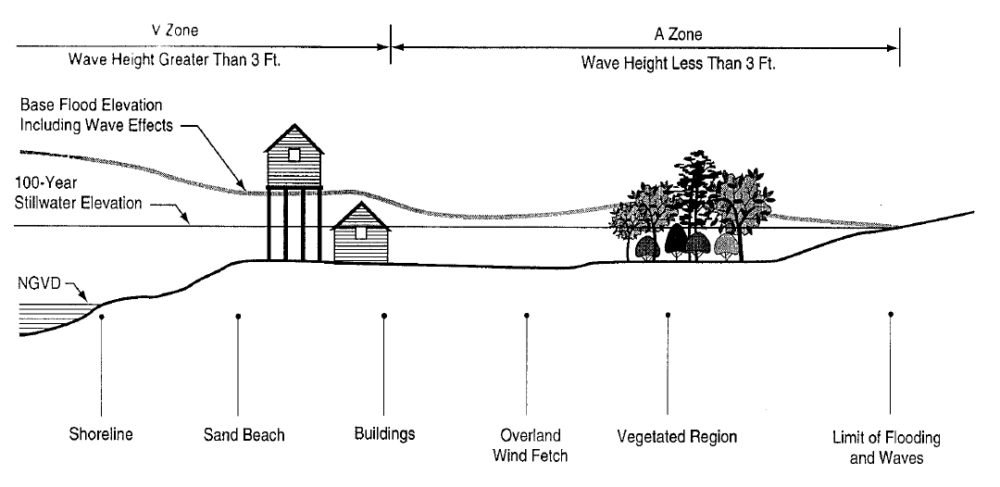 V Zone
A Zone
Wave Height Greater Than 3 Ft.
Wave Height Less Than 3 Ft.
Base Flood Elevation
Including Wave Effects
100-Year
Stillwater Elevation
NGVD
Shoreline
Sand Beach
Buildings
Overland
Wind Fetch
Vegetated Region
Limit of Flooding
and Waves